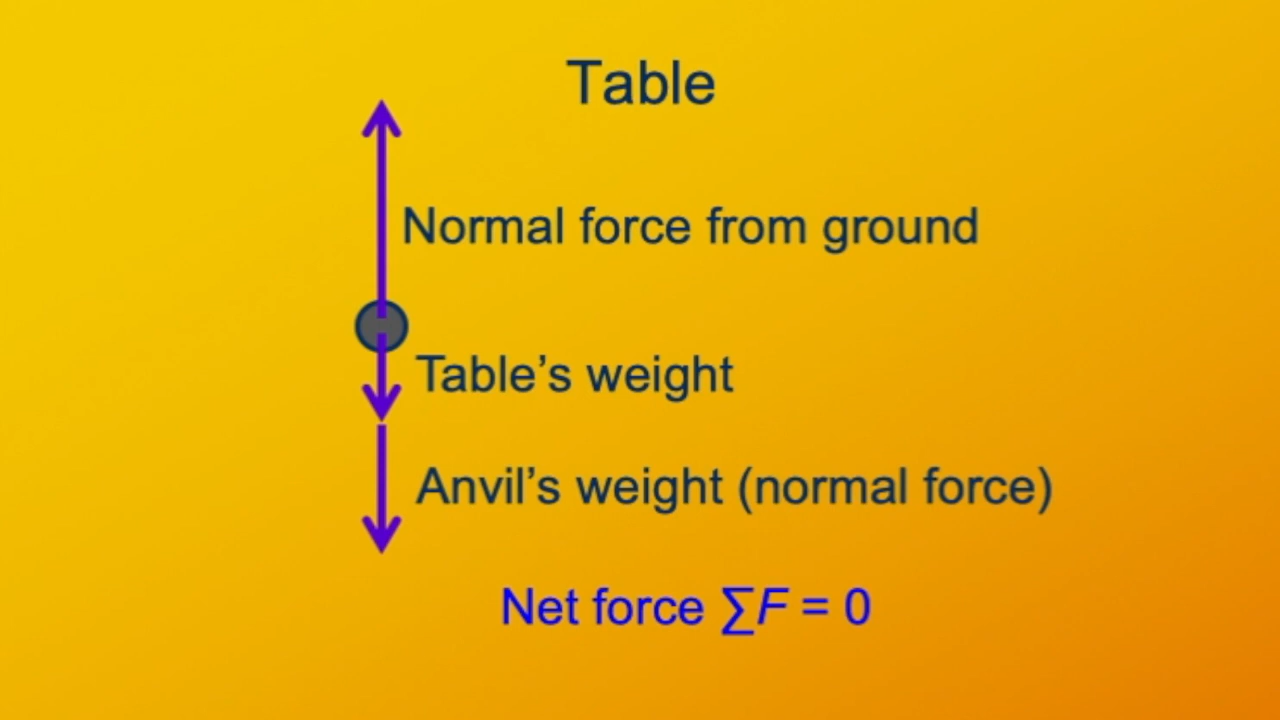 Table
Normal force from ground
Table’s weight
Anvil’s weight (normal force)
Net force ∑F = 0